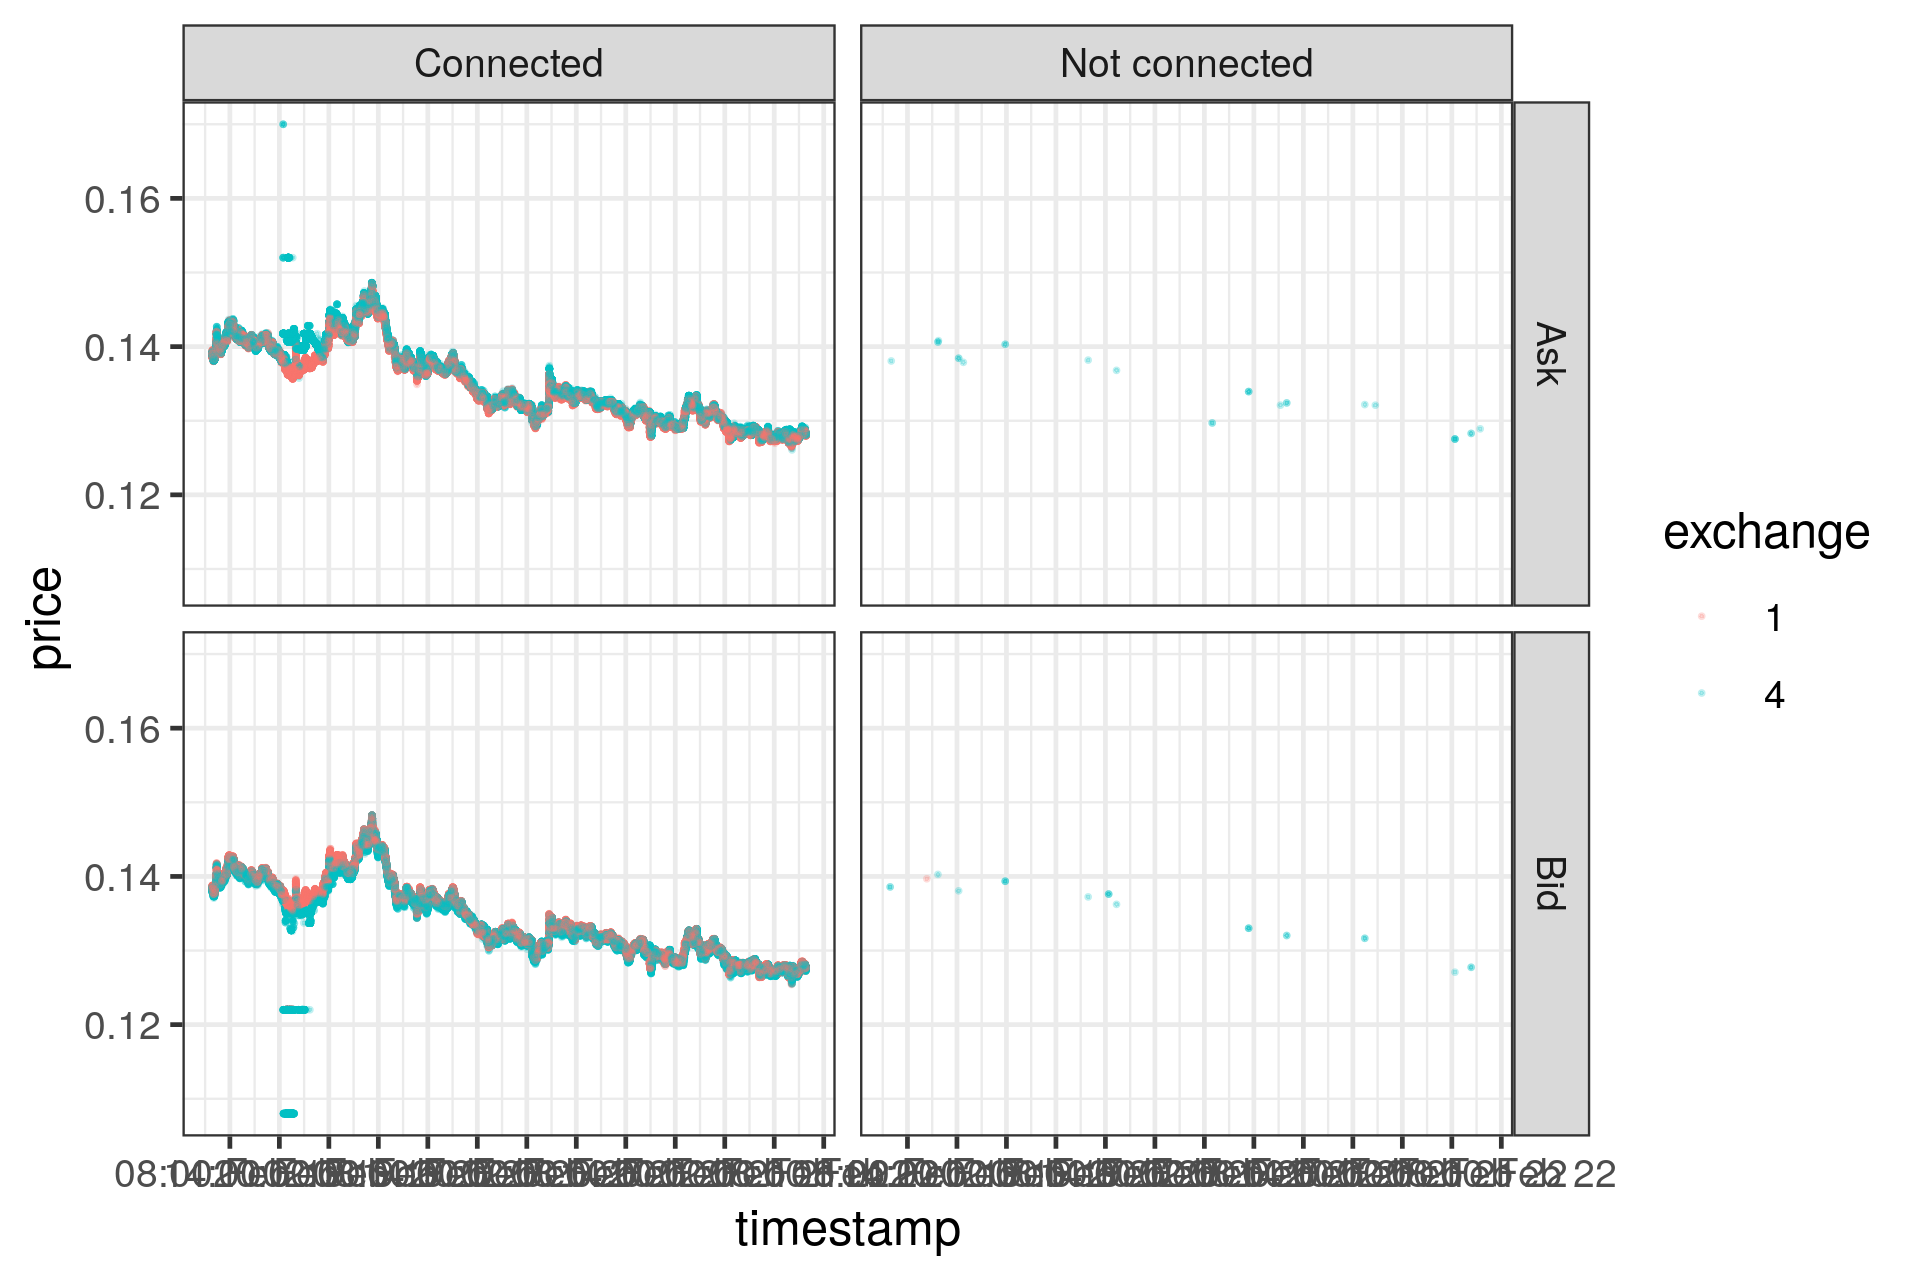 Connected
Not connected
0.16
0.14
0.12
Ask
price
0.16
0.14
0.12
Bid
exchange
1
4
timestamp